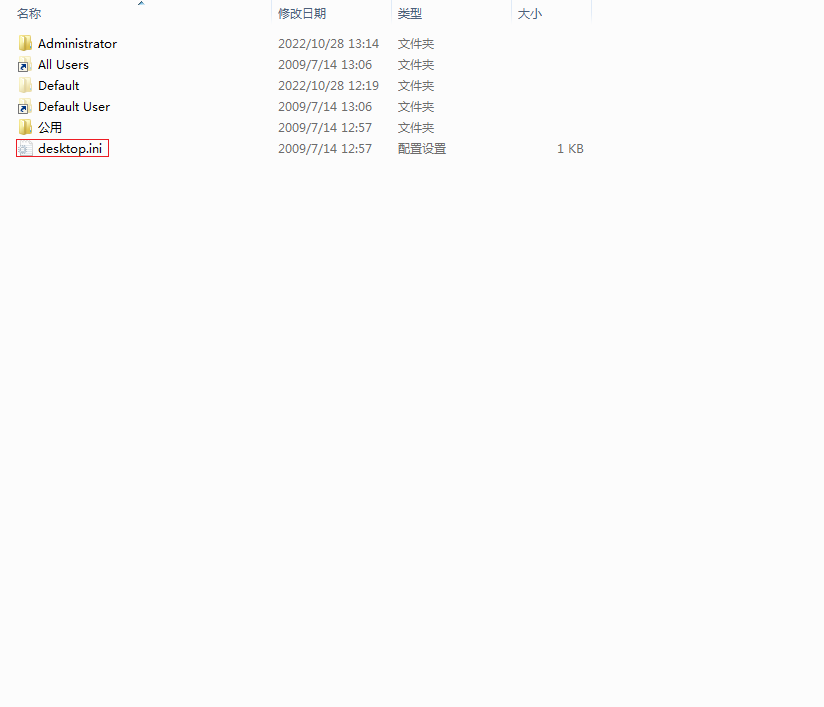 名称 修改日期 类型 大小
Administrator 2022/10/28 13:14 文件夹
All Users 2009/7/14 13:06 文件夹
Default 2022/10/28 12:19 文件夹
Default User 2009/7/14 13:06 文件夹
公用 2009/7/14 12:57 文件夹
desktop.ini 2009/7/14 12:57 配置设置 1 KB